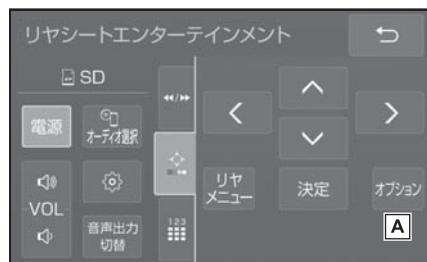 リヤシートエンターテインメント
SD
電源
オーディオ選択
VOL
音声出力
切替
123
リヤ
メニュー
決定
オプション
A